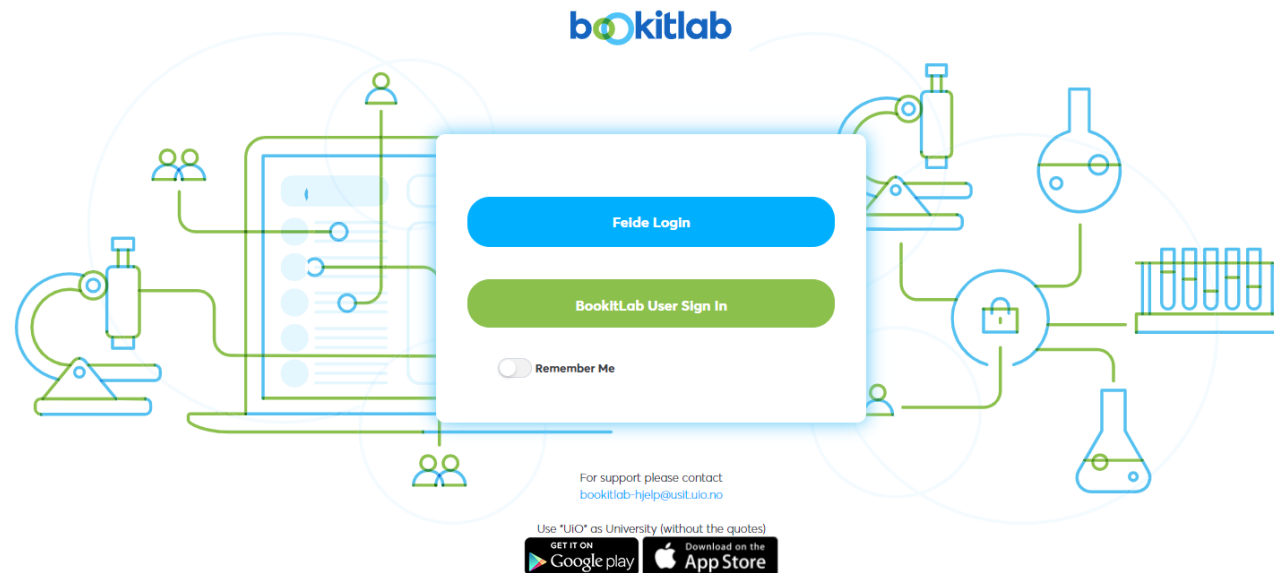 bookitlab
Feide Login
BookitLab User Sign In
Remember Me
For support please contact
bookitlab-hjelp@usit.uio.no
Use "UiO" as University (without the quotes)
GET IT ON
Google play
Download on the
App Store